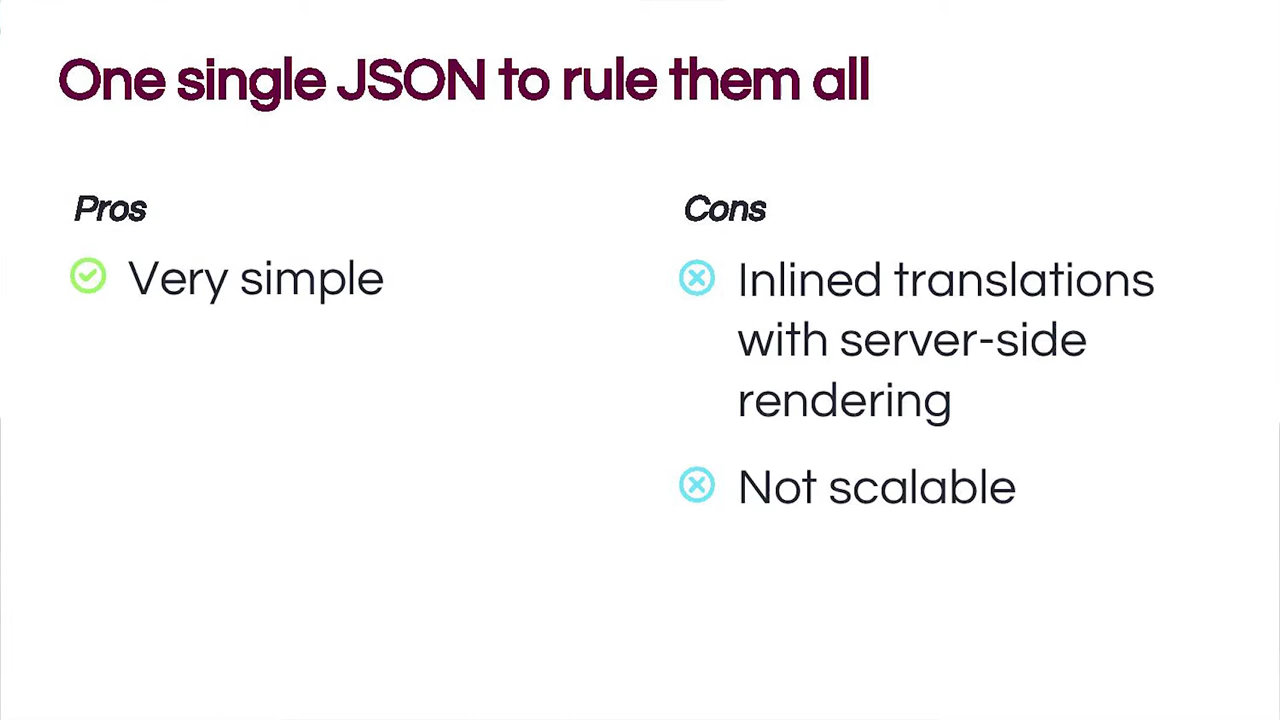 One single JSON to rule them all
Pros
Very simple
Cons
Inlined translations
with server-side
rendering
Not scalable